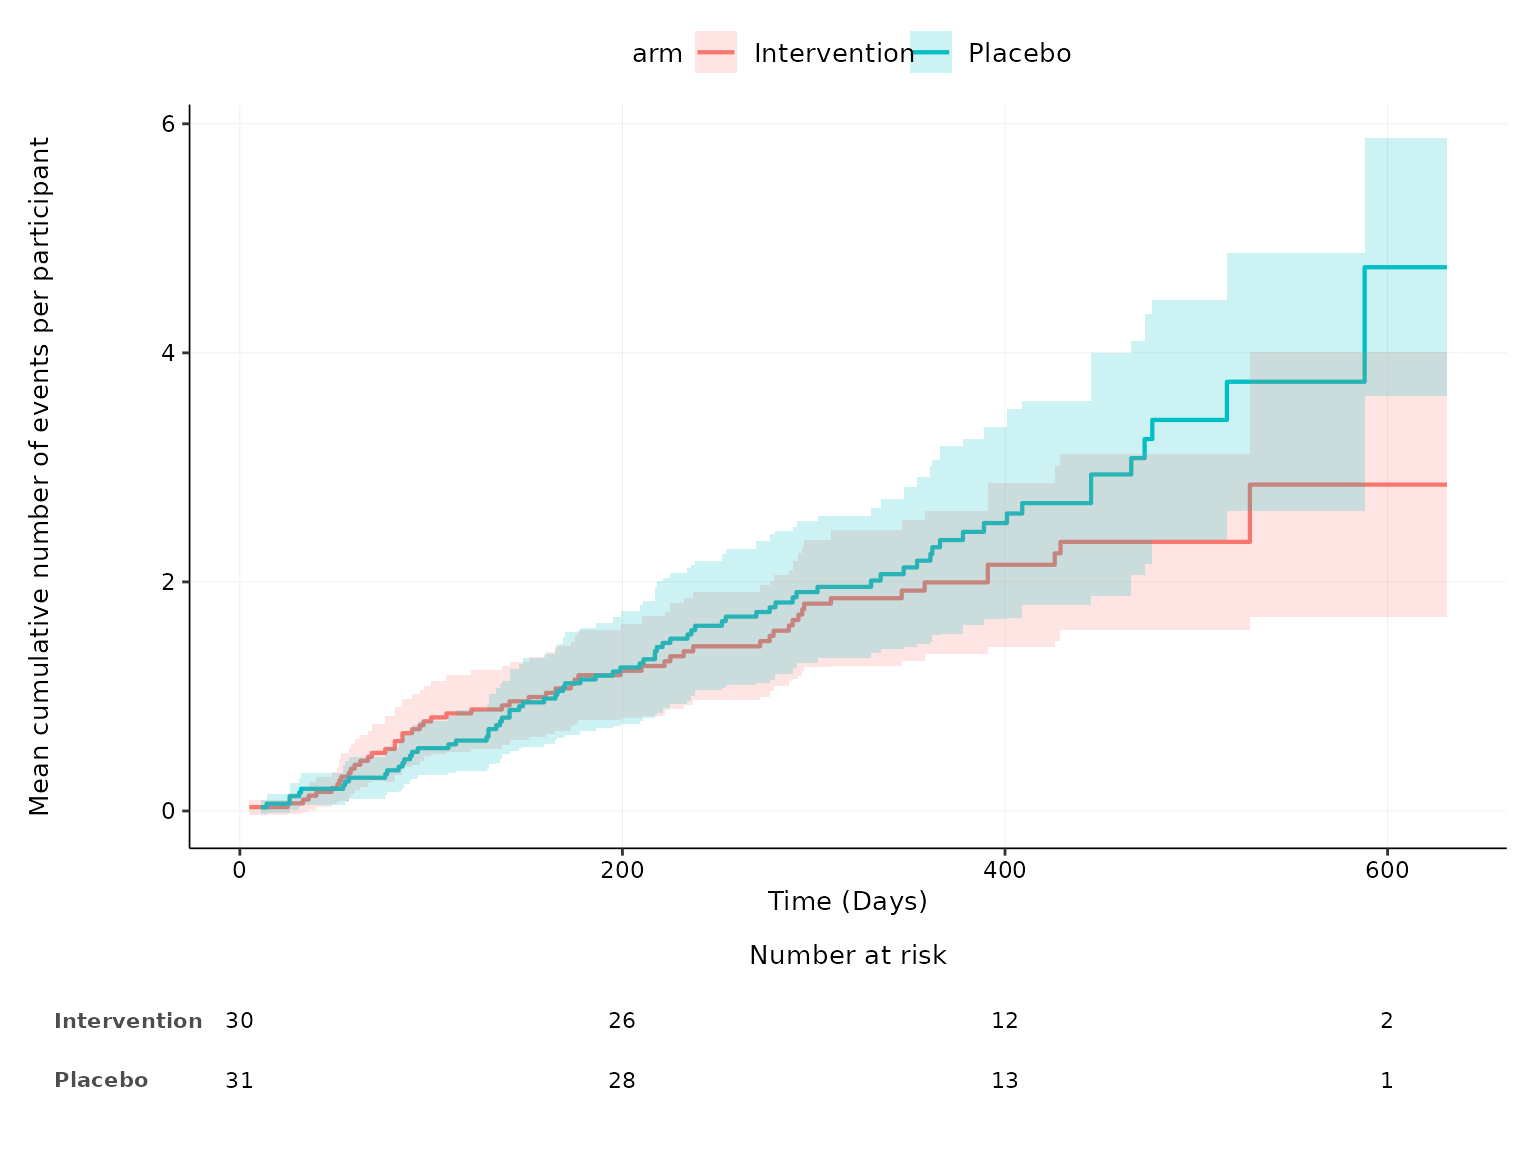 arm Intervention Placebo
Mean cumulative number of events per participant
6
4
2
0
0 200 400 600
Time (Days)
Number at risk
Intervention 30 26 12 2
Placebo 31 28 13 1